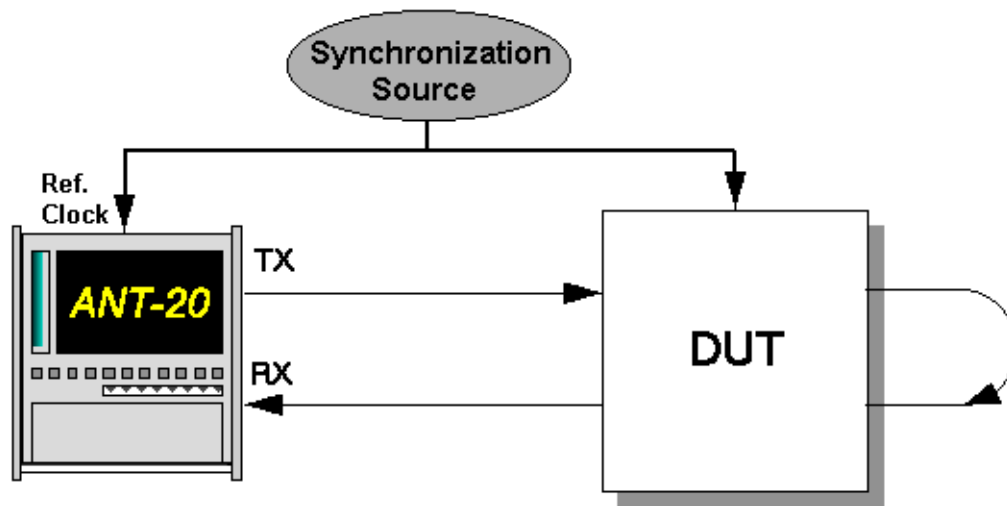 Synchronization
Source
Ref.
Clock
TX
ANT-20
DUT
RX